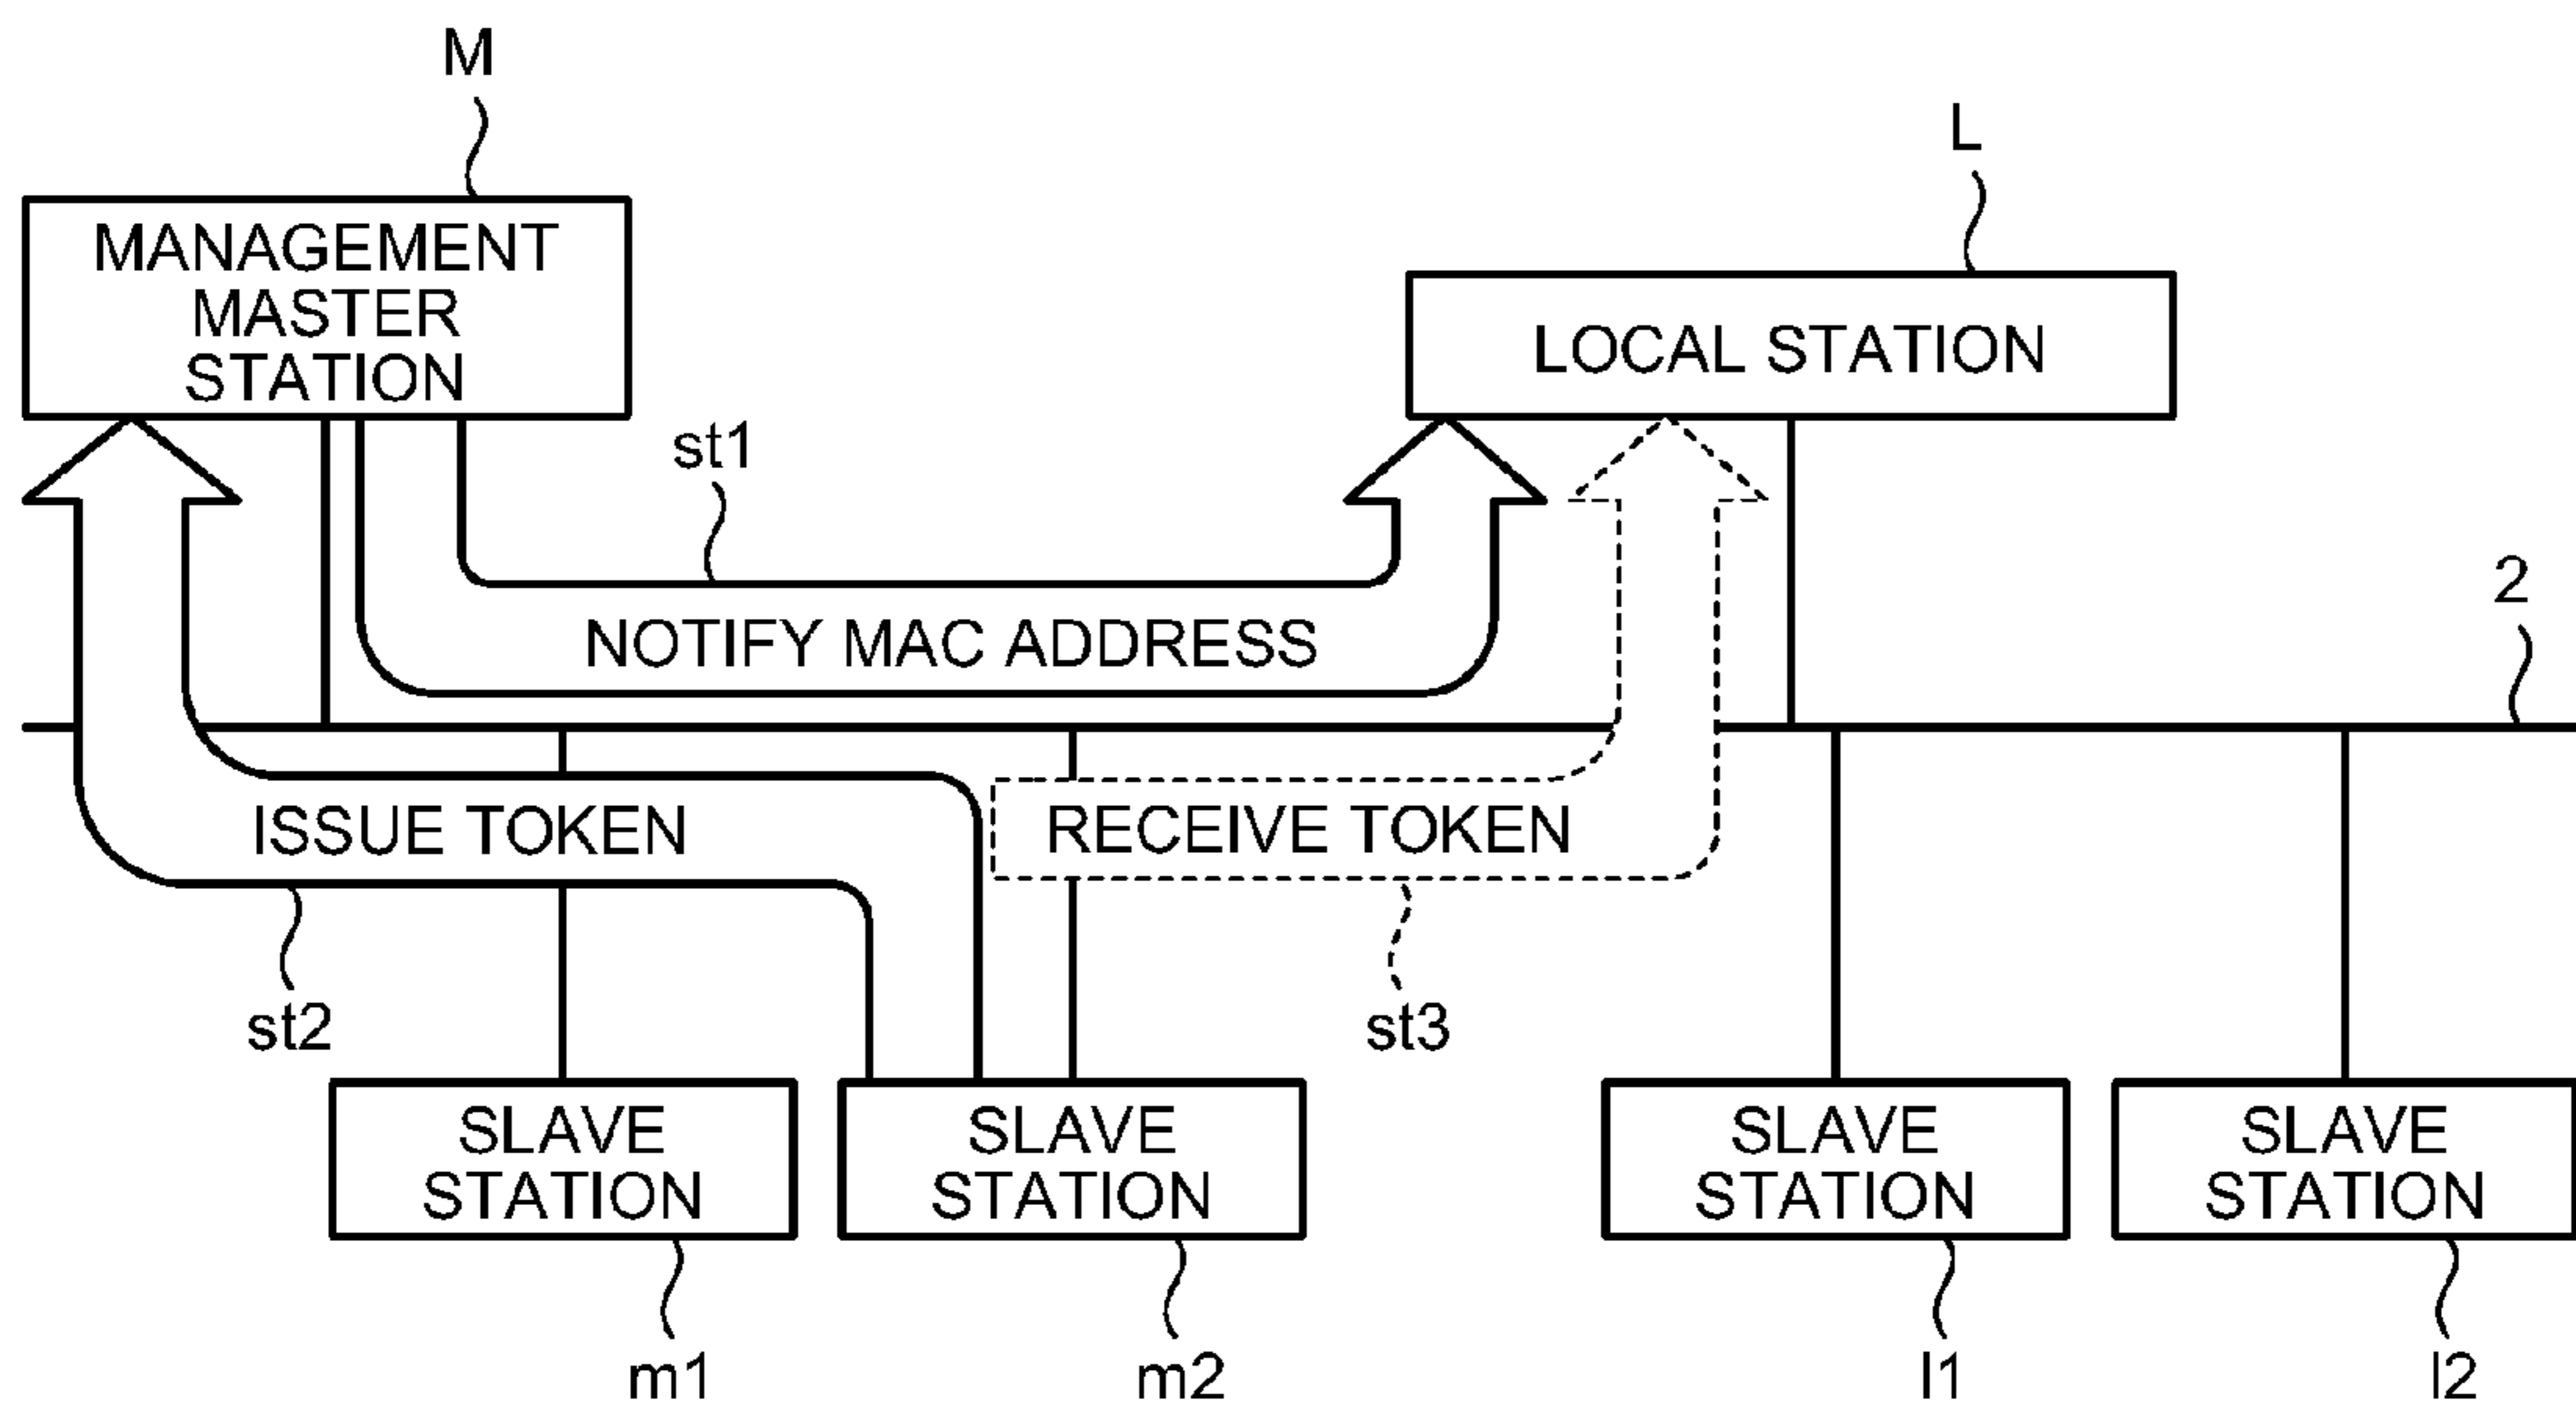 M
L
MANAGEMENT
MASTER
STATION
LOCAL STATION
st1
2
NOTIFY MAC ADDRESS
ISSUE TOKEN
RECEIVE TOKEN
st2
st3
SLAVE
STATION
SLAVE
STATION
SLAVE
STATION
SLAVE
STATION
m1
m2
l1
l2